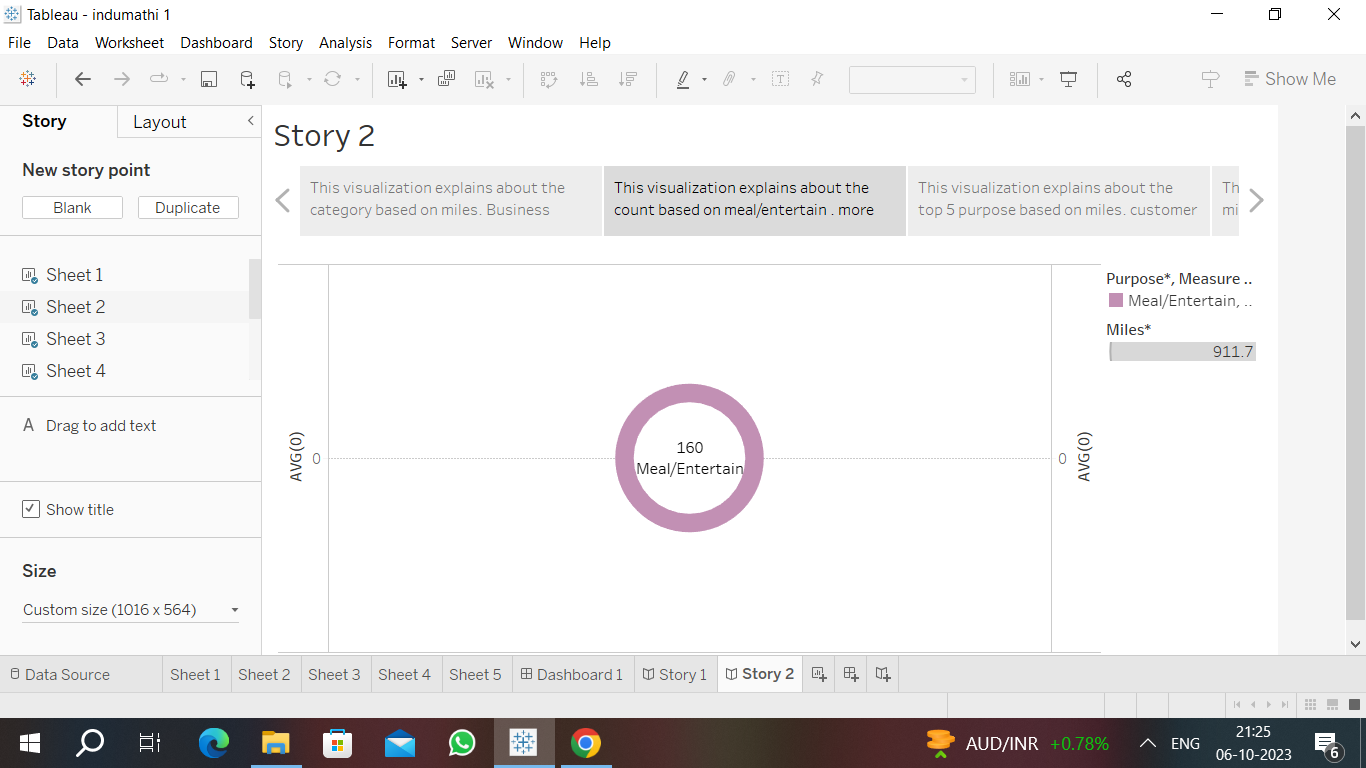 Tableau - indumathi 1
File Data Worksheet Dashboard Story Analysis Format Server Window Help
Show Me
Story Layout
New story point
Blank Duplicate
Sheet 1
Sheet 2
Sheet 3
Sheet 4
A Drag to add text
Show title
Size
Custom size (1016 x 564)
Story 2
This visualization explains about the
category based on miles. Business
This visualization explains about the
count based on meal/entertain . more
This visualization explains about the
top 5 purpose based on miles. customer
Th
mi
AVG(0)
0
160
Meal/Entertain
0
AVG(0)
Purpose*, Measure ..
Meal/Entertain, ..
Miles*
911.7
Data Source Sheet 1 Sheet 2 Sheet 3 Sheet 4 Sheet 5 Dashboard 1 Story 1 Story 2
AUD/INR +0.78%
ENG
21:25
06-10-2023
6